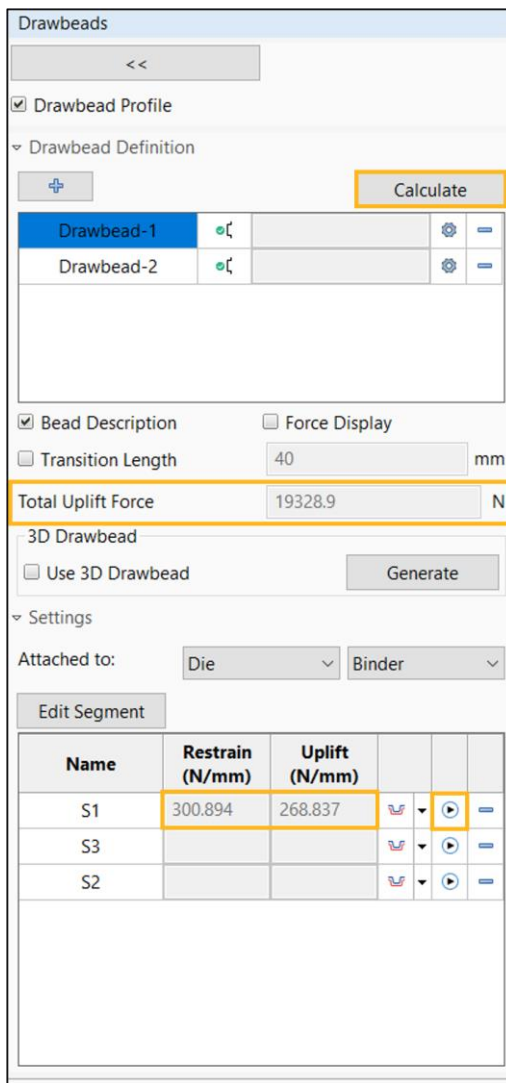 Drawbeads
<<
Drawbead Profile
Drawbead Definition
Calculate
Drawbead-1
Drawbead-2
Bead Description Force Display
Transition Length 40 mm
Total Uplift Force 19328.9 N
3D Drawbead
Use 3D Drawbead Generate
Settings
Attached to: Die Binder
Edit Segment
Name Restrain (N/mm) Uplift (N/mm)
S1 300.894 268.837
S3
S2